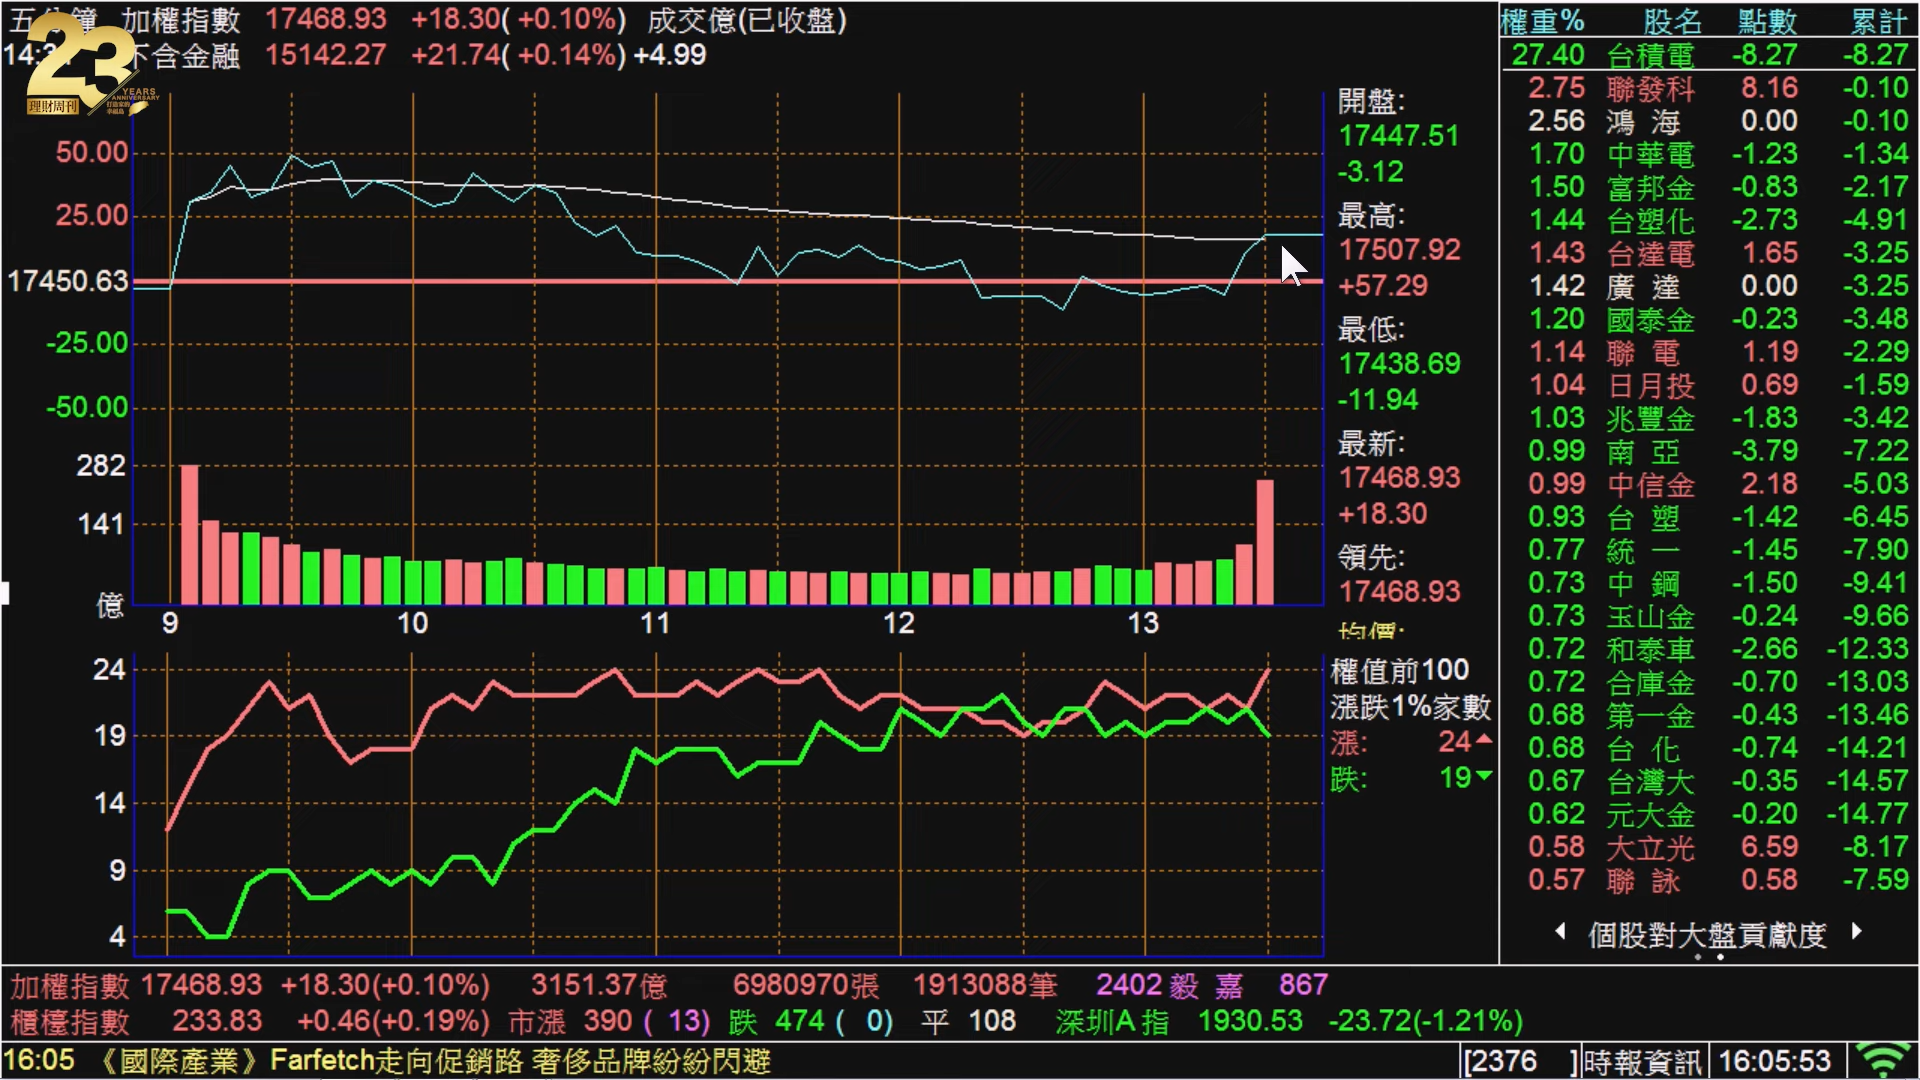 五分鐘 加權指數 17468.93 +18.30( +0.10%) 成交億(已收盤)
14:3 不含金融 15142.27 +21.74( +0.14%) +4.99
23
YEARS
ANNIVERSARY
理財周刊
50.00
25.00
17450.63
-25.00
-50.00
282
141
億
9 10 11 12 13
開盤:
17447.51
-3.12
最高:
17507.92
+57.29
最低:
17438.69
-11.94
最新:
17468.93
+18.30
領先:
17468.93
均價:
24
19
14
9
4
權值前100
漲跌1%家數
漲: 24
跌: 19
權重% 股名 點數 累計
27.40 台積電 -8.27 -8.27
2.75 聯發科 8.16 -0.10
2.56 鴻 海 0.00 -0.10
1.70 中華電 -1.23 -1.34
1.50 富邦金 -0.83 -2.17
1.44 台塑化 -2.73 -4.91
1.43 台達電 1.65 -3.25
1.42 廣 達 0.00 -3.25
1.20 國泰金 -0.23 -3.48
1.14 聯 電 1.19 -2.29
1.04 日月投 0.69 -1.59
1.03 兆豐金 -1.83 -3.42
0.99 南 亞 -3.79 -7.22
0.99 中信金 2.18 -5.03
0.93 台 塑 -1.42 -6.45
0.77 統 一 -1.45 -7.90
0.73 中 鋼 -1.50 -9.41
0.73 玉山金 -0.24 -9.66
0.72 和泰車 -2.66 -12.33
0.72 合庫金 -0.70 -13.03
0.68 第一金 -0.43 -13.46
0.68 台 化 -0.74 -14.21
0.67 台灣大 -0.35 -14.57
0.62 元大金 -0.20 -14.77
0.58 大立光 6.59 -8.17
0.57 聯 詠 0.58 -7.59
個股對大盤貢獻度
加權指數 17468.93 +18.30(+0.10%) 3151.37億 6980970張 1913088筆 2402 毅 嘉 867
櫃檯指數 233.83 +0.46(+0.19%) 市漲 390 ( 13) 跌 474 ( 0) 平 108 深圳A指 1930.53 -23.72(-1.21%)
16:05 《國際產業》Farfetch走向促銷路 奢侈品牌紛紛閃避 [2376 ] 時報資訊 16:05:53